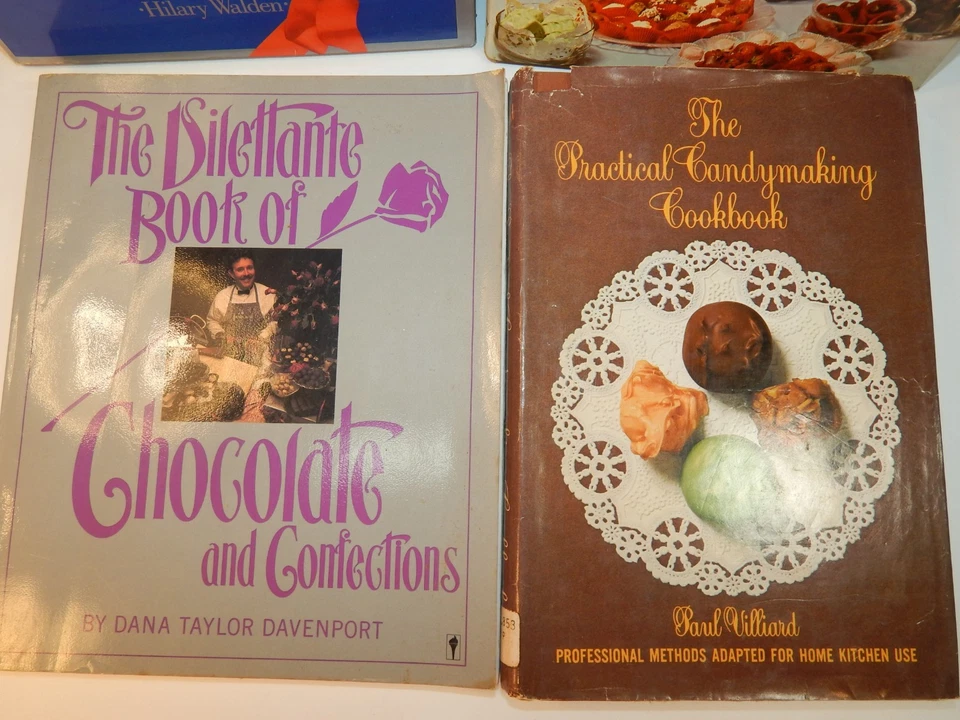 ·Hilary Walden·
The Dilettante
Book of
Chocolate
and Confections
BY DANA TAYLOR DAVENPORT
The
Practical Candymaking
Cookbook
Paul Villiard
PROFESSIONAL METHODS ADAPTED FOR HOME KITCHEN USE